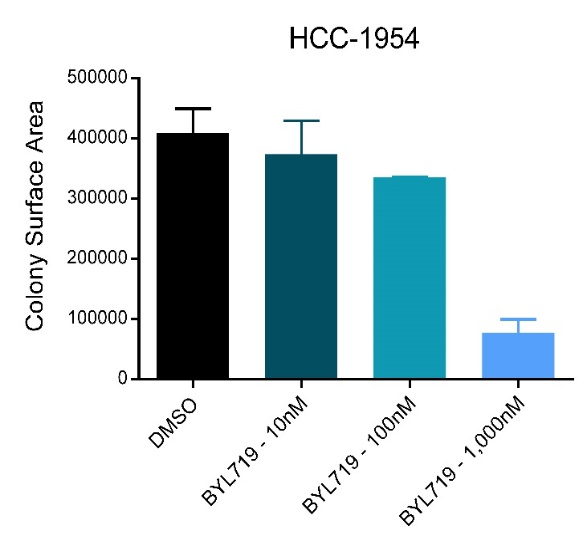 HCC-1954
Colony Surface Area
500000
400000
300000
200000
100000
0
DMSO
BYL719 - 10nM
BYL719 - 100nM
BYL719 - 1,000nM